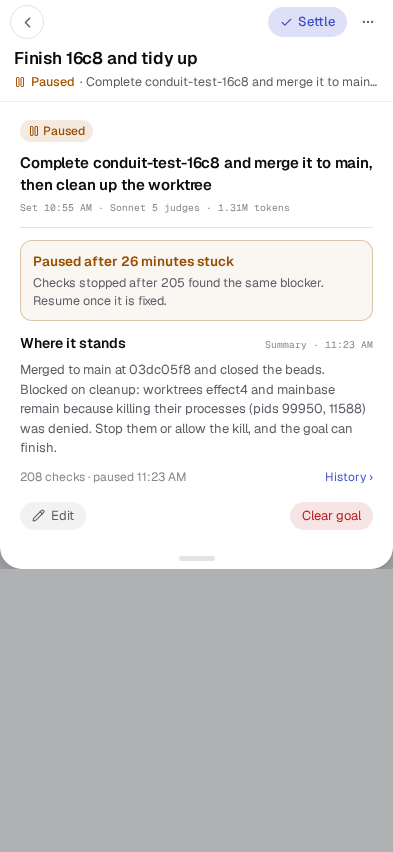 Settle
Finish 16c8 and tidy up
Paused · Complete conduit-test-16c8 and merge it to main…
Paused
Complete conduit-test-16c8 and merge it to main,
then clean up the worktree
Set 10:55 AM · Sonnet 5 judges · 1.31M tokens
Paused after 26 minutes stuck
Checks stopped after 205 found the same blocker.
Resume once it is fixed.
Where it stands
Summary · 11:23 AM
Merged to main at 03dc05f8 and closed the beads.
Blocked on cleanup: worktrees effect4 and mainbase
remain because killing their processes (pids 99950, 11588)
was denied. Stop them or allow the kill, and the goal can
finish.
208 checks · paused 11:23 AM
History ›
Edit
Clear goal